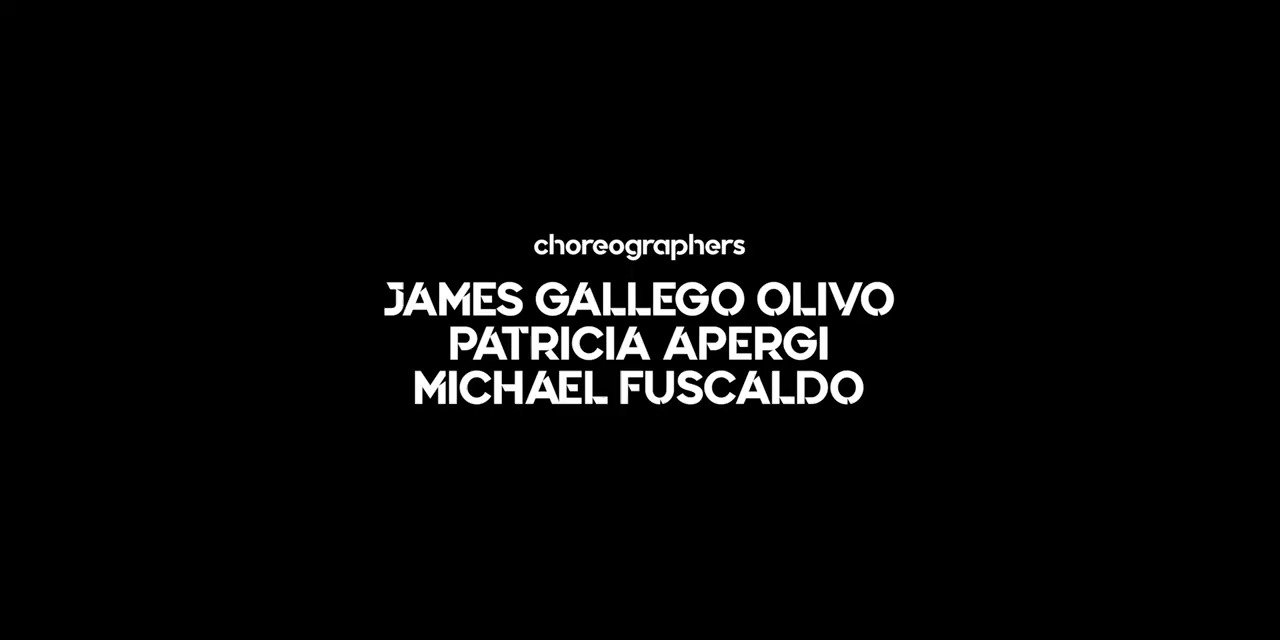 choreographers
JAMES GALLEGO OLIVO
PATRICIA APERGI
MICHAEL FUSCALDO